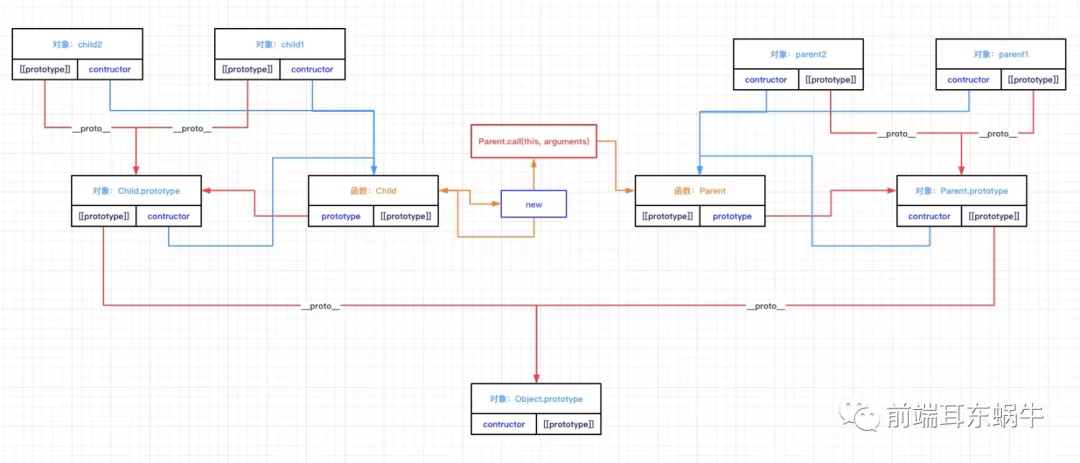 对象：child2
[[prototype]]
contructor
对象：child1
[[prototype]]
contructor
对象：parent2
contructor
[[prototype]]
对象：parent1
contructor
[[prototype]]
__proto__
__proto__
__proto__
__proto__
Parent.call(this, arguments)
对象：Child.prototype
[[prototype]]
contructor
函数：Child
prototype
[[prototype]]
new
函数：Parent
[[prototype]]
prototype
对象：Parent.prototype
contructor
[[prototype]]
__proto__
__proto__
对象：Object.prototype
contructor
[[prototype]]
前端耳东蜗牛